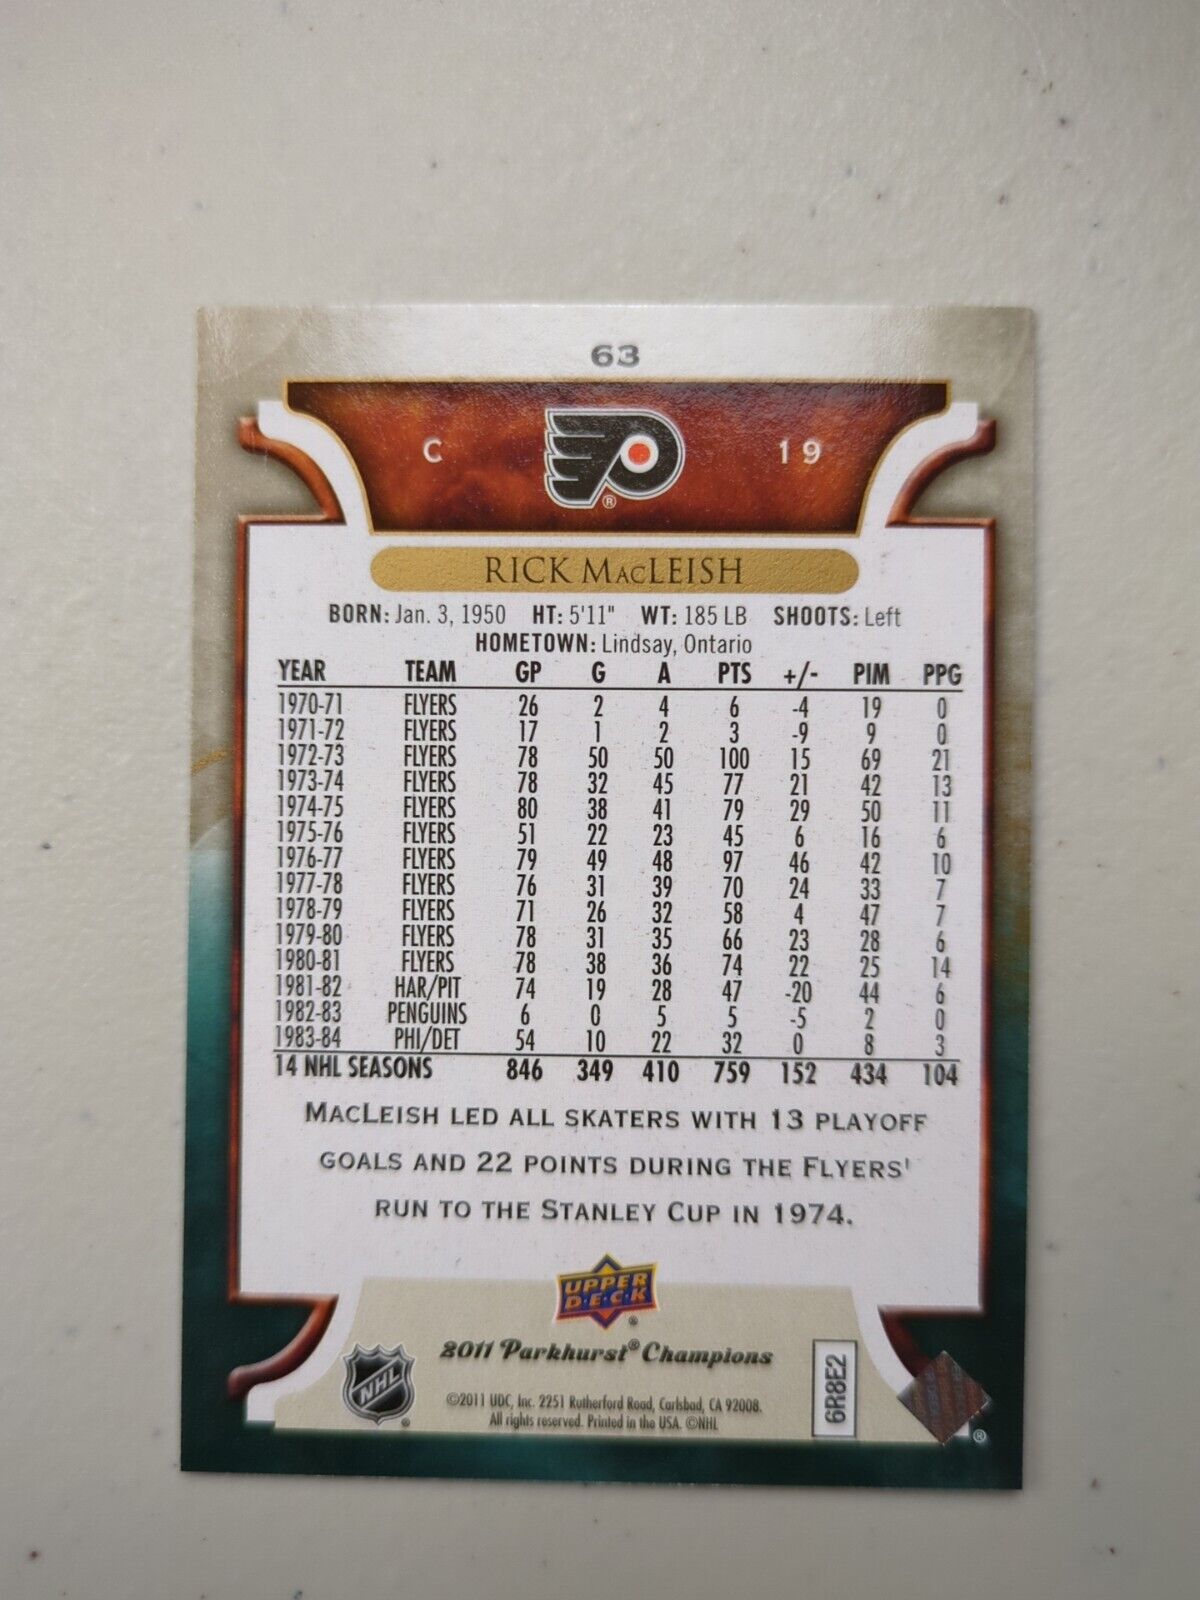 63
C 19
®
RICK MacLEISH
BORN: Jan. 3, 1950 HT: 5'11" WT: 185 LB SHOOTS: Left
HOMETOWN: Lindsay, Ontario
YEAR TEAM GP G A PTS +/- PIM PPG
1970-71 FLYERS 26 2 4 6 -4 19 0
1971-72 FLYERS 17 1 2 3 -9 9 0
1972-73 FLYERS 78 50 50 100 15 69 21
1973-74 FLYERS 78 32 45 77 21 42 13
1974-75 FLYERS 80 38 41 79 29 50 11
1975-76 FLYERS 51 22 23 45 6 16 6
1976-77 FLYERS 79 49 48 97 46 42 10
1977-78 FLYERS 76 31 39 70 24 33 7
1978-79 FLYERS 71 26 32 58 4 47 7
1979-80 FLYERS 78 31 35 66 23 28 6
1980-81 FLYERS 78 38 36 74 22 25 14
1981-82 HAR/PIT 74 19 28 47 -20 44 6
1982-83 PENGUINS 6 0 5 5 -5 2 0
1983-84 PHI/DET 54 10 22 32 0 8 3
14 NHL SEASONS 846 349 410 759 152 434 104
MacLeish led all skaters with 13 playoff
goals and 22 points during the Flyers'
run to the Stanley Cup in 1974.
UPPER
DECK
®
2011 Parkhurst® Champions
NHL
®
©2011 UDC, Inc. 2251 Rutherford Road, Carlsbad, CA 92008.
All rights reserved. Printed in the USA. ©NHL
6R8E2
®